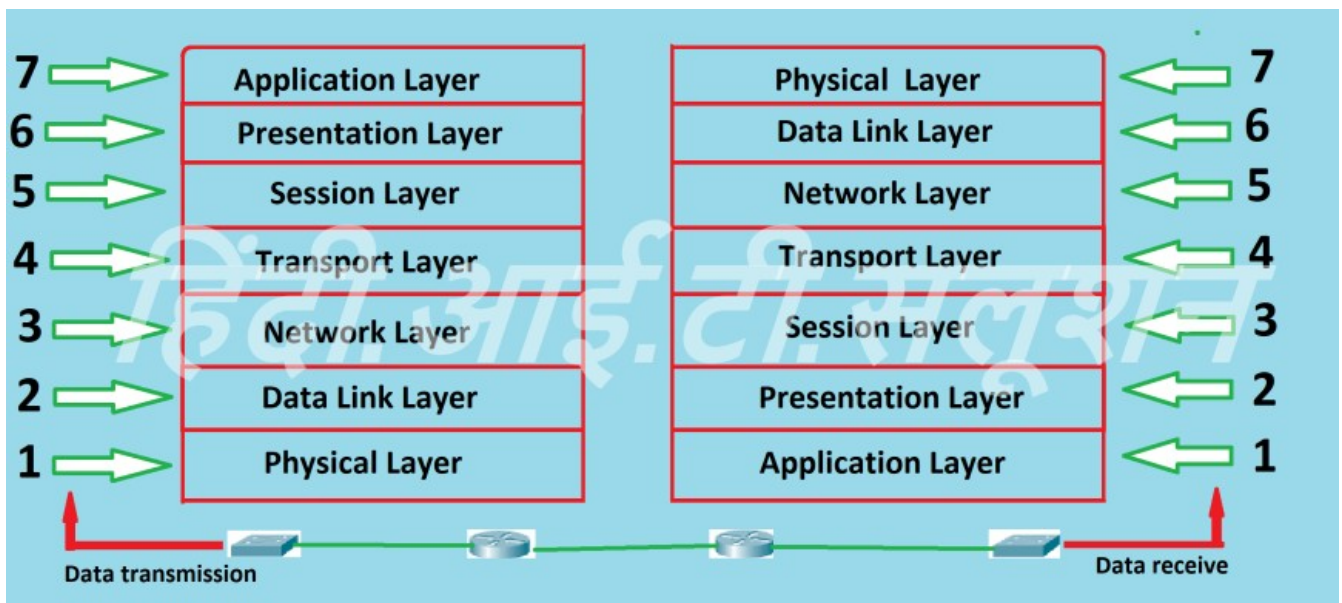 7 Application Layer
6 Presentation Layer
5 Session Layer
4 Transport Layer
3 Network Layer
2 Data Link Layer
1 Physical Layer
Physical Layer 7
Data Link Layer 6
Network Layer 5
Transport Layer 4
Session Layer 3
Presentation Layer 2
Application Layer 1
हिंदी.आई.टी.सलूशन
Data transmission
Data receive